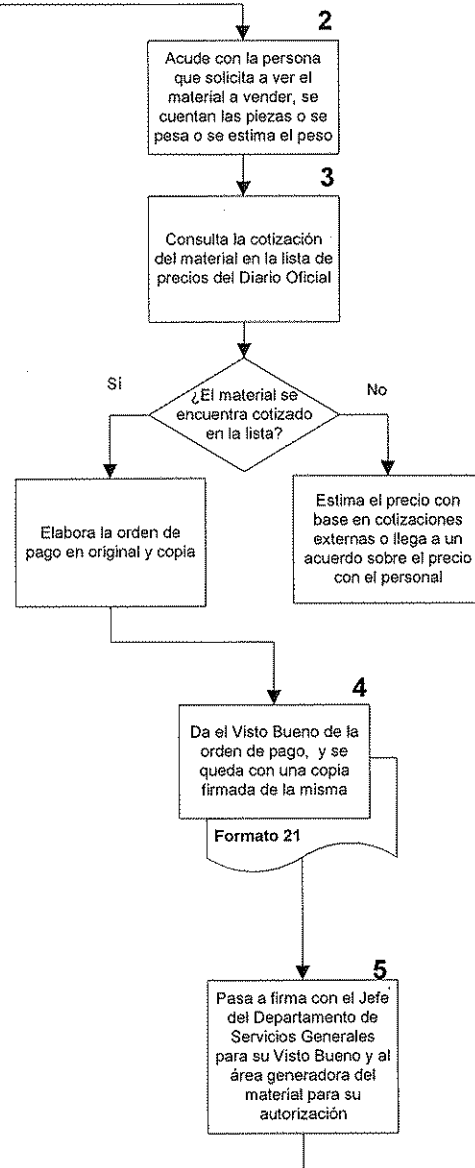 2
Acude con la persona
que solicita a ver el
material a vender, se
cuentan las piezas o se
pesa o se estima el peso
3
Consulta la cotización
del material en la lista de
precios del Diario Oficial
¿El material se
encuentra cotizado
en la lista?
Sí
No
Elabora la orden de
pago en original y copia
Estima el precio con
base en cotizaciones
externas o llega a un
acuerdo sobre el precio
con el personal
4
Da el Visto Bueno de la
orden de pago, y se
queda con una copia
firmada de la misma
Formato 21
5
Pasa a firma con el Jefe
del Departamento de
Servicios Generales
para su Visto Bueno y al
área generadora del
material para su
autorización